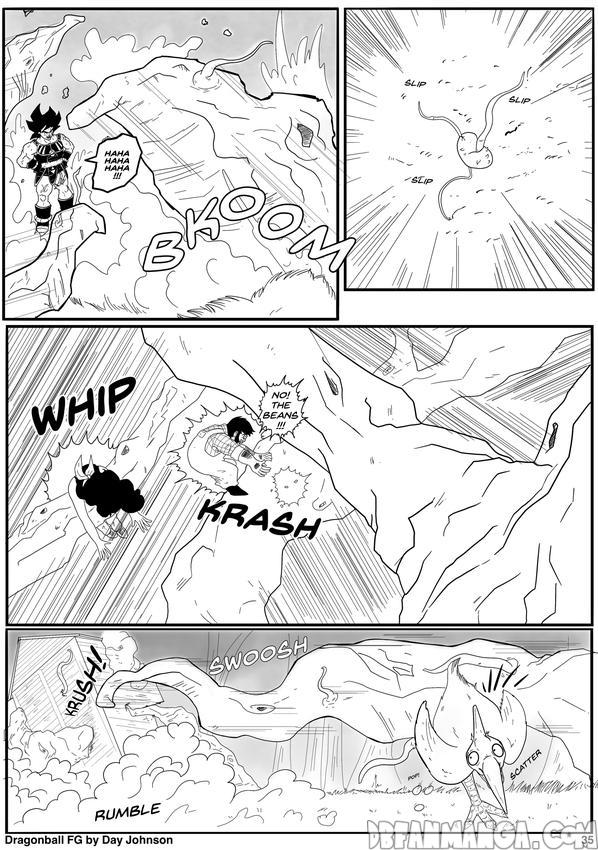 HAHA
HAHA
HAHA
!!!
BKOOM
SLIP
SLIP
SLIP
WHIP
NO!
THE
BEANS
!!!
KRASH
KRUSH!
SWOOSH
POP!
SCATTER
RUMBLE
DBFANMANGA.COM
Dragonball FG by Day Johnson
35